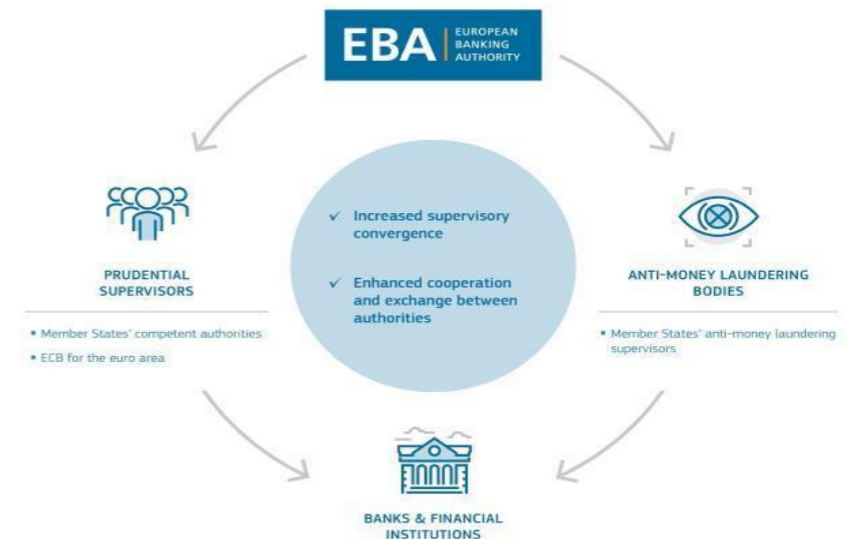 EBA
EUROPEAN
BANKING
AUTHORITY
✓ Increased supervisory
convergence
✓ Enhanced cooperation
and exchange between
authorities
PRUDENTIAL
SUPERVISORS
▪ Member States' competent authorities
▪ ECB for the euro area
ANTI-MONEY LAUNDERING
BODIES
▪ Member States' anti-money laundering
supervisors
BANKS & FINANCIAL
INSTITUTIONS